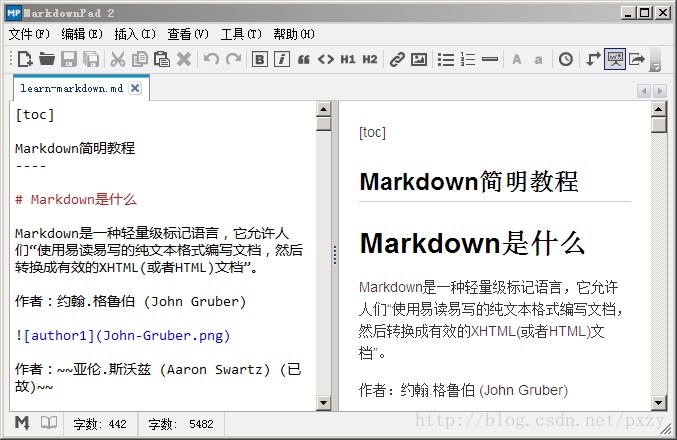 MP MarkdownPad 2
文件(F) 编辑(E) 插入(I) 查看(V) 工具(T) 帮助(H)
B I “ <> H1 H2 A a
learn-markdown.md
[toc]
Markdown简明教程
----
# Markdown是什么
Markdown是一种轻量级标记语言，它允许人
们“使用易读易写的纯文本格式编写文档，然后
转换成有效的XHTML(或者HTML)文档”。
作者：约翰.格鲁伯 (John Gruber)
![author1](John-Gruber.png)
作者：~~亚伦.斯沃兹 (Aaron Swartz) (已
故)~~
[toc]
Markdown简明教程
Markdown是什么
Markdown是一种轻量级标记语言，它允许
人们“使用易读易写的纯文本格式编写文档，
然后转换成有效的XHTML(或者HTML)文
档”。
作者：约翰.格鲁伯 (John Gruber)
M 字数: 442 字数: 5482
http://blog.csdn.net/pxzy